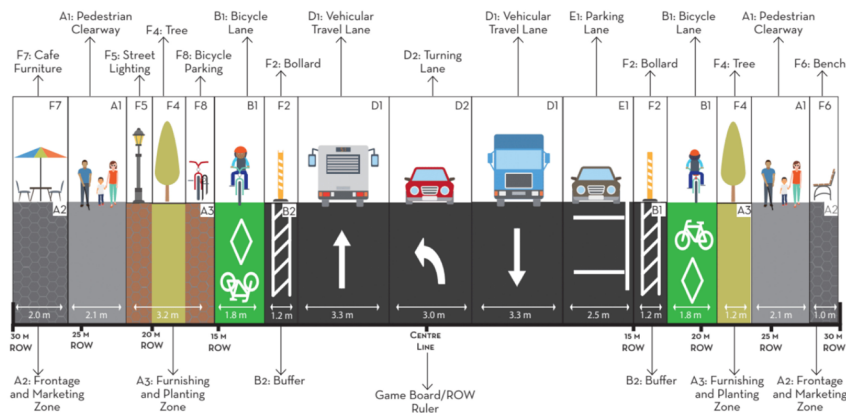 A1: Pedestrian
Clearway
B1: Bicycle
Lane
D1: Vehicular
Travel Lane
D1: Vehicular
Travel Lane
E1: Parking
Lane
B1: Bicycle
Lane
A1: Pedestrian
Clearway
F4: Tree
F7: Cafe
Furniture
F5: Street
Lighting
F8: Bicycle
Parking
F2: Bollard
D2: Turning
Lane
F2: Bollard
F4: Tree
F6: Bench
F7 A1 F5 F4 F8 B1 F2 D1 D2 D1 E1 F2 B1 F4 A1 F6
A2 A3 B2 B1 A3 A2
2.0 m 2.1 m 3.2 m 1.8 m 1.2 m 3.3 m 3.0 m 3.3 m 2.5 m 1.2 m 1.8 m 1.2 m 2.1 m 1.0 m
30 M
ROW
25 M
ROW
20 M
ROW
15 M
ROW
Centre
Line
15 M
ROW
20 M
ROW
25 M
ROW
30 M
ROW
A2: Frontage
and Marketing
Zone
A3: Furnishing
and Planting
Zone
B2: Buffer
Game Board/ROW
Ruler
B2: Buffer
A3: Furnishing
and Planting
Zone
A2: Frontage
and Marketing
Zone